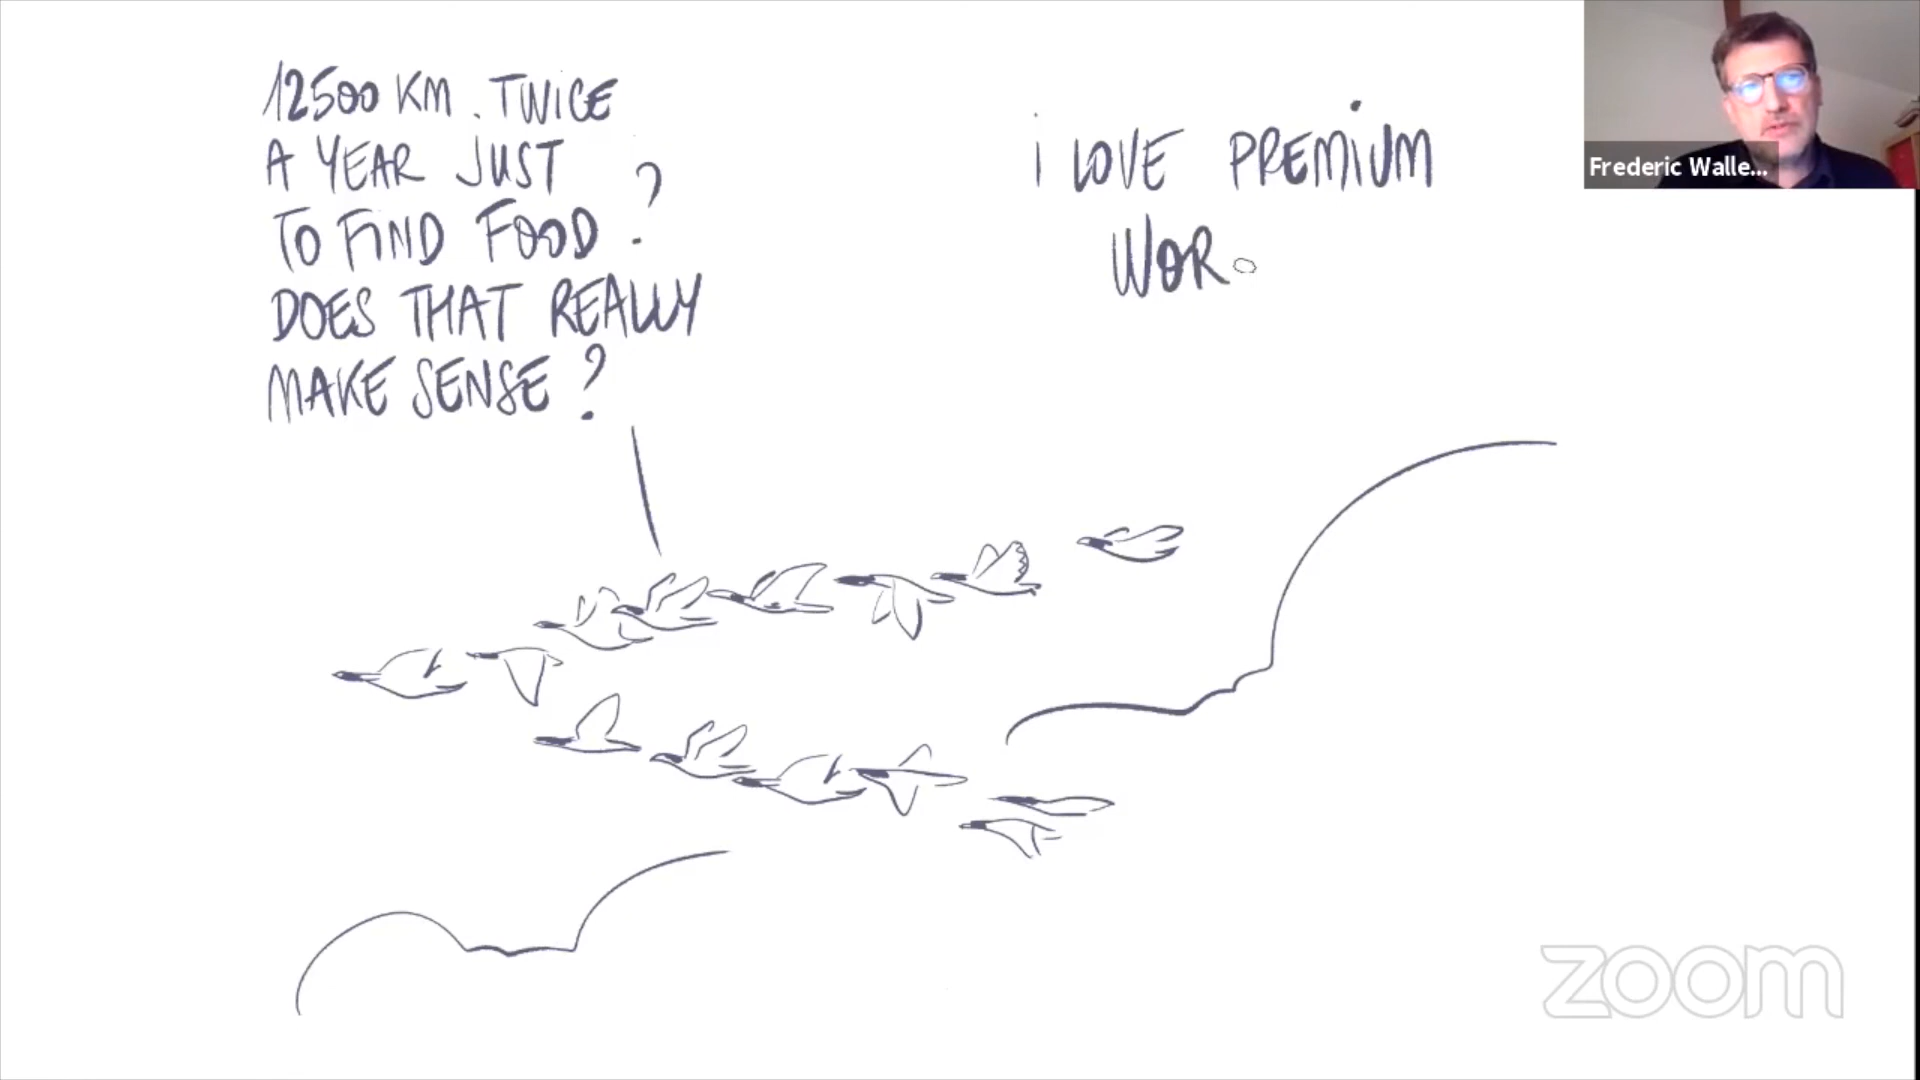 12500 KM. TWICE
A YEAR JUST
TO FIND FOOD ?
DOES THAT REALLY
MAKE SENSE ?
i LOVE PREMIUM
WOR
Frederic Walle...
zoom